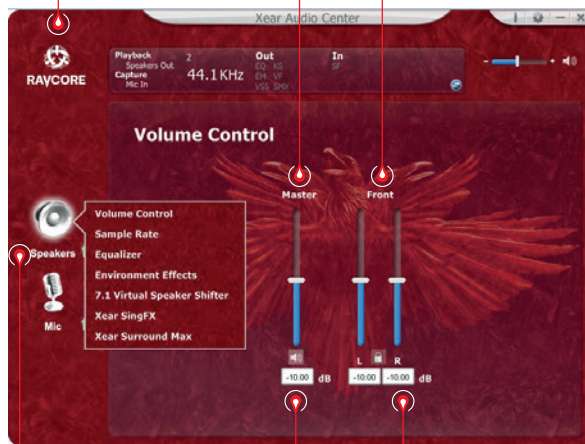 Xear Audio Center
RAVCORE
Playback 2 Out In
Speakers Out EQ KS SF
Capture 44.1 KHz EH VF
Mic In VSS SMX
- +
Volume Control
Master Front
Speakers
Volume Control
Sample Rate
Equalizer
Environment Effects
7.1 Virtual Speaker Shifter
Xear SingFX
Xear Surround Max
Mic
L R
-10.00 dB -10.00 -10.00 dB